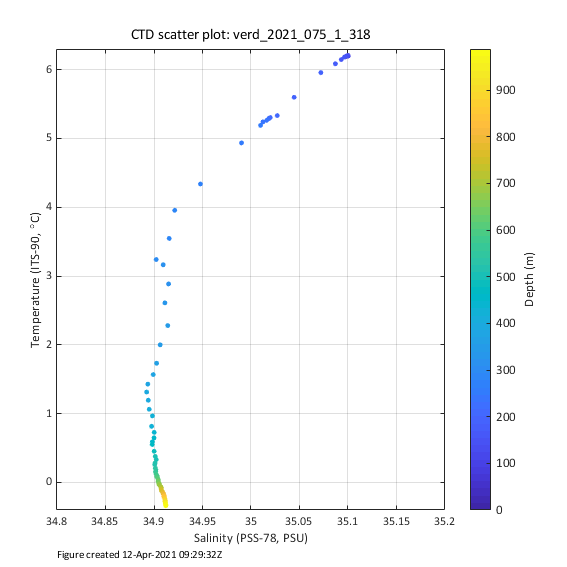 CTD scatter plot: verd_2021_075_1_318
6
5
4
3
2
1
0
Temperature (ITS-90, °C)
34.8 34.85 34.9 34.95 35 35.05 35.1 35.15 35.2
Salinity (PSS-78, PSU)
900
800
700
600
500
400
300
200
100
0
Depth (m)
Figure created 12-Apr-2021 09:29:32Z